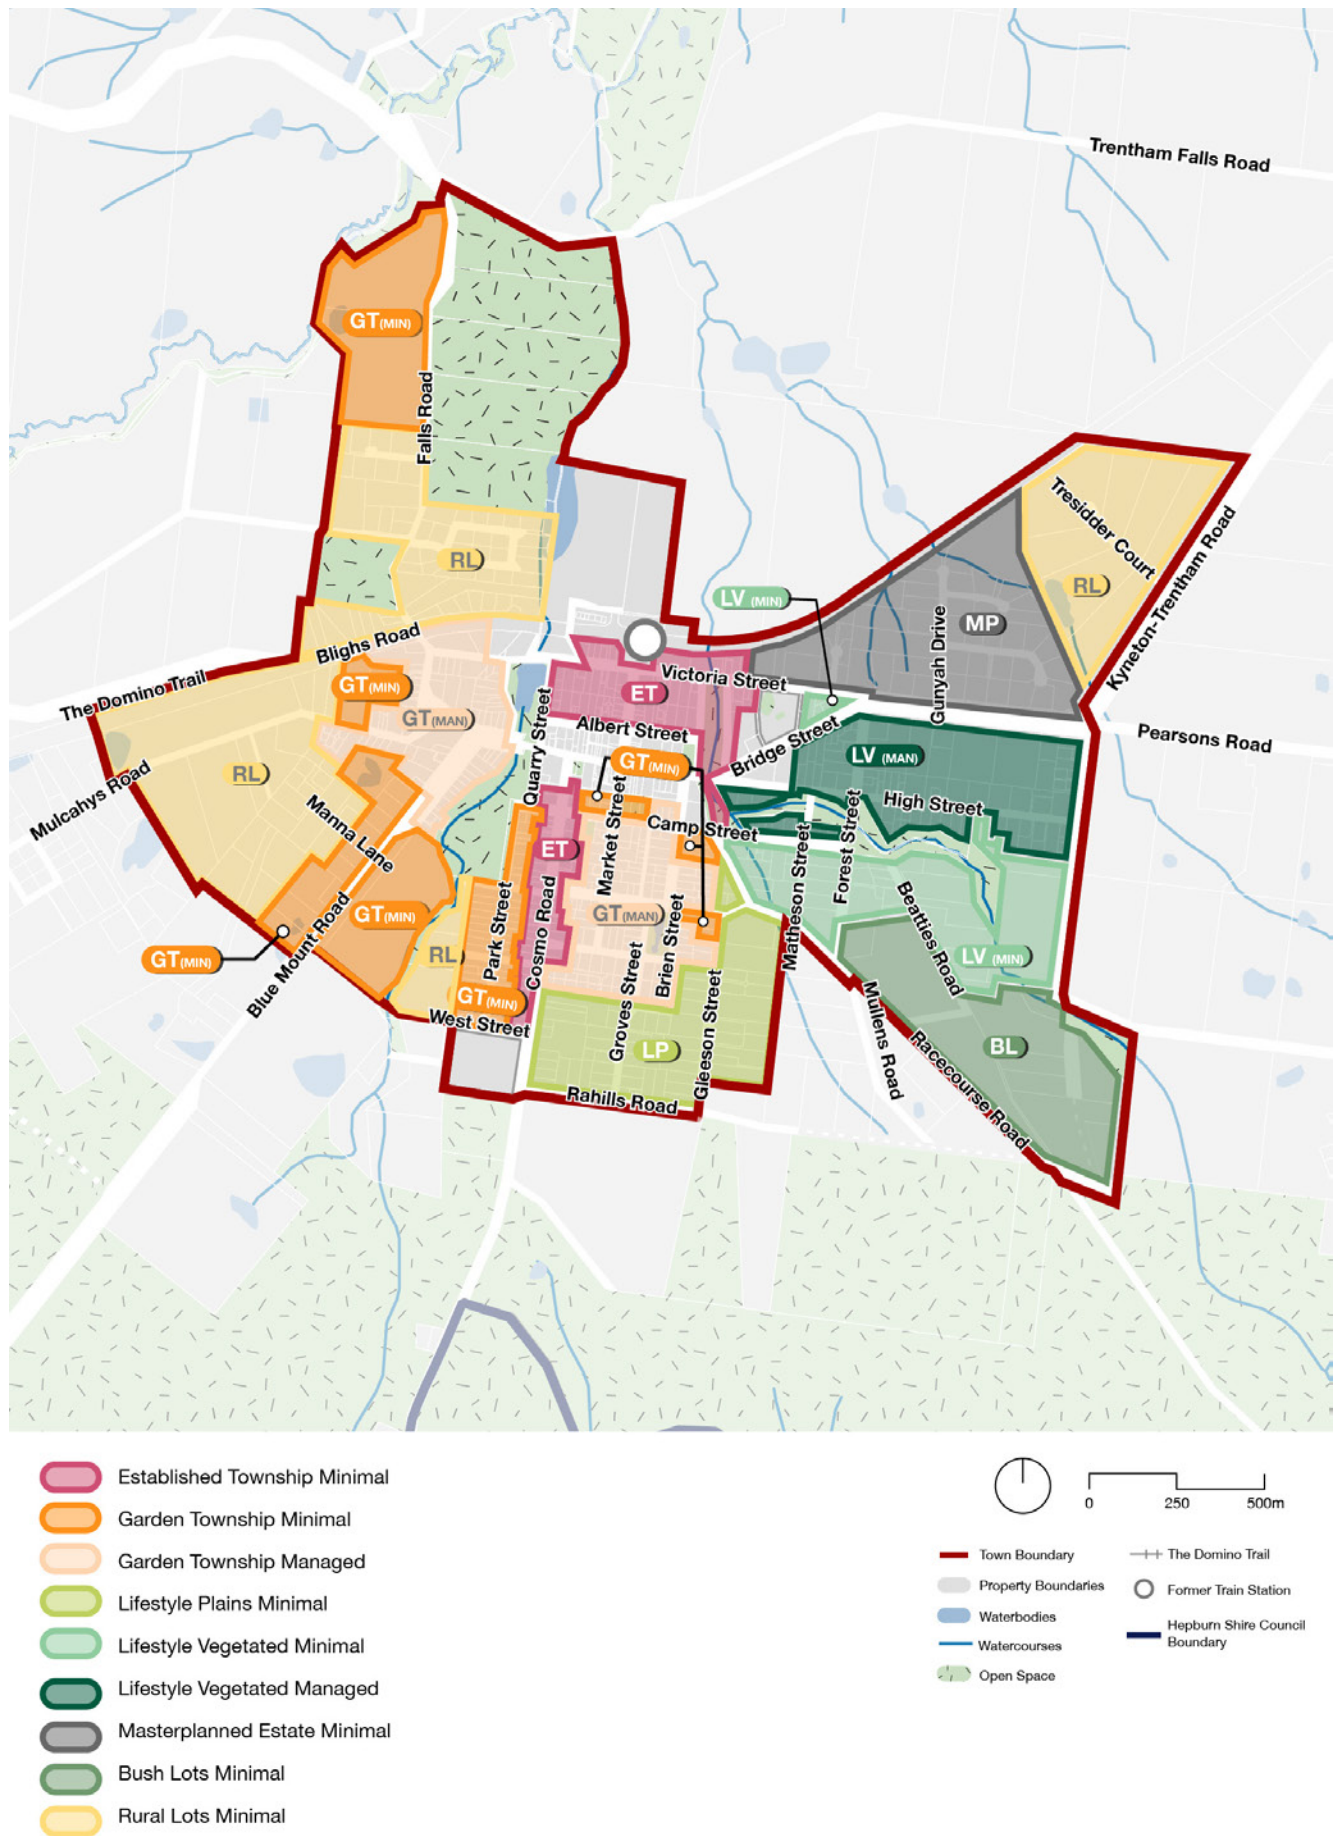 Trentham Falls Road
GT(MIN)
Falls Road
Tresidder Court
RL
RL
LV (MIN)
MP
Gunyah Drive
Kyneton-Trentham Road
Blighs Road
Victoria Street
The Domino Trail
GT(MIN)
ET
GT(MAN)
Quarry Street
Albert Street
Bridge Street
Pearsons Road
LV (MAN)
GT(MIN)
RL
Mulcahys Road
High Street
Manna Lane
Market Street
Camp Street
ET
Forest Street
Matheson Street
GT(MIN)
Park Street
Cosmo Road
GT(MAN)
Brien Street
Beatties Road
GT(MIN)
Blue Mount Road
RL
LV (MIN)
GT(MIN)
Groves Street
Gleeson Street
Mullens Road
West Street
LP
BL
Racecourse Road
Rahills Road
Established Township Minimal
Garden Township Minimal
Garden Township Managed
Lifestyle Plains Minimal
Lifestyle Vegetated Minimal
Lifestyle Vegetated Managed
Masterplanned Estate Minimal
Bush Lots Minimal
Rural Lots Minimal
0 250 500m
Town Boundary
Property Boundaries
Waterbodies
Watercourses
Open Space
The Domino Trail
Former Train Station
Hepburn Shire Council
Boundary